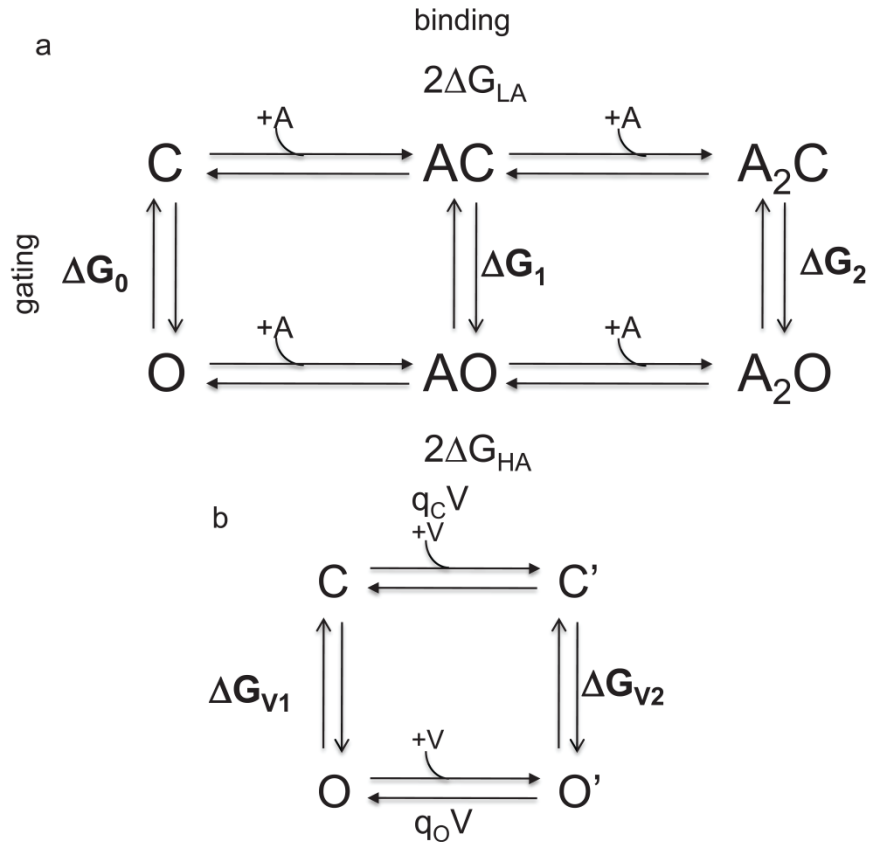 binding
a
2ΔG_LA
+A +A
C AC A₂C
gating
ΔG₀ ΔG₁ ΔG₂
+A +A
O AO A₂O
2ΔG_HA
b
q_CV
+V
C C’
ΔG_V1 ΔG_V2
+V
O O’
q_OV